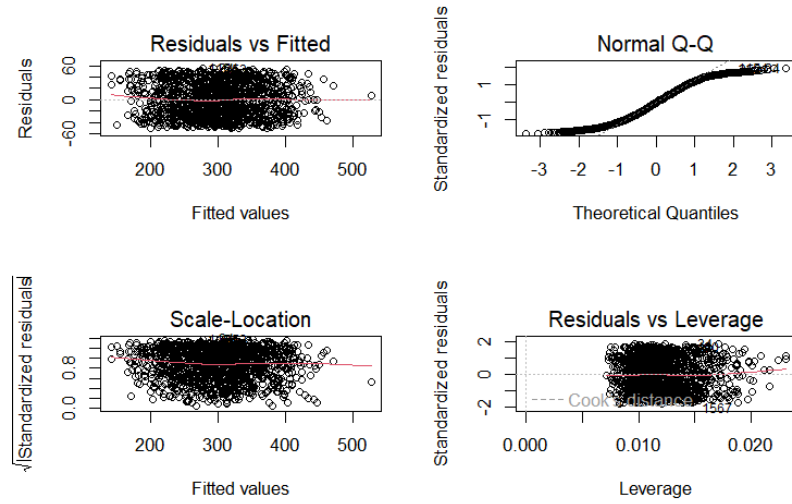 Residuals vs Fitted
Residuals
60
0
-60
200 300 400 500
Fitted values
Normal Q-Q
Standardized residuals
1
-1
-3 -2 -1 0 1 2 3
Theoretical Quantiles
Scale-Location
√|Standardized residuals
0.8
0.0
200 300 400 500
Fitted values
Residuals vs Leverage
Standardized residuals
2
0
-2
Cook's distance
1567
0.000 0.010 0.020
Leverage